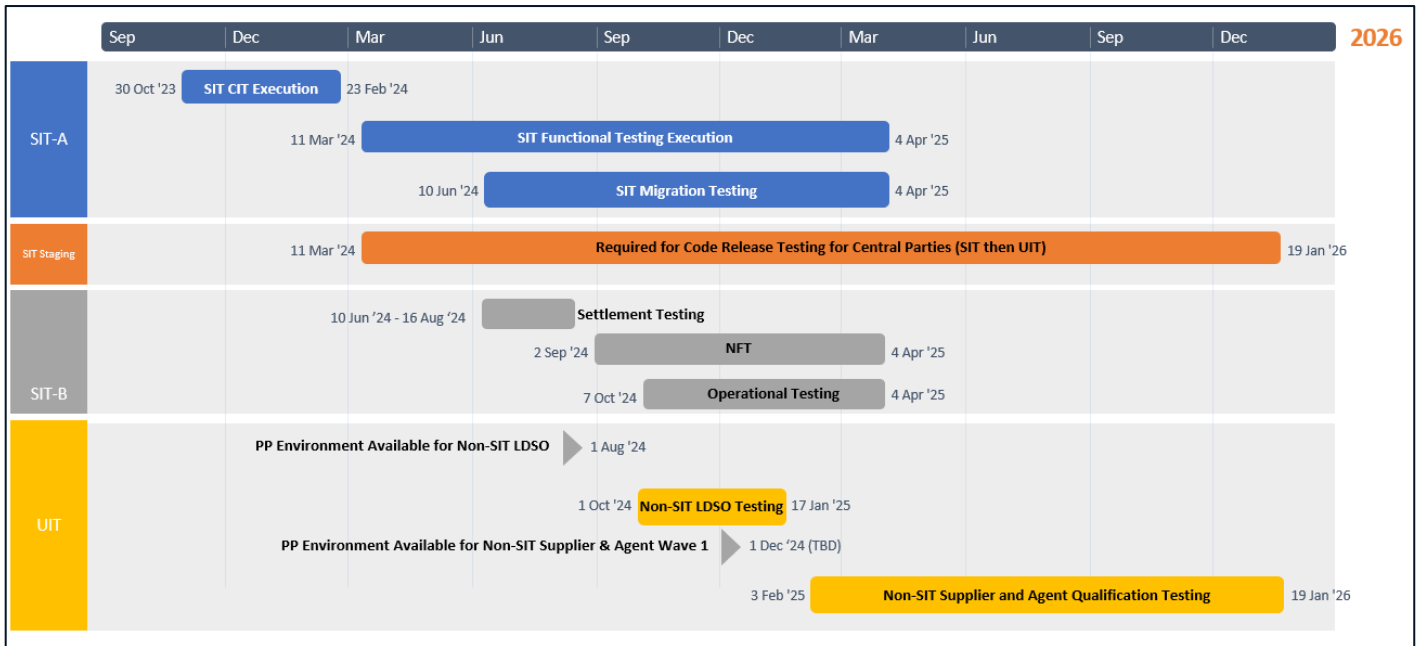 Sep Dec Mar Jun Sep Dec Mar Jun Sep Dec 2026
SIT-A
30 Oct '23 SIT CIT Execution 23 Feb '24
11 Mar '24 SIT Functional Testing Execution 4 Apr '25
10 Jun '24 SIT Migration Testing 4 Apr '25
SIT Staging
11 Mar '24 Required for Code Release Testing for Central Parties (SIT then UIT) 19 Jan '26
SIT-B
10 Jun ’24 - 16 Aug ‘24 Settlement Testing
2 Sep '24 NFT 4 Apr '25
7 Oct '24 Operational Testing 4 Apr '25
UIT
PP Environment Available for Non-SIT LDSO 1 Aug '24
1 Oct '24 Non-SIT LDSO Testing 17 Jan '25
PP Environment Available for Non-SIT Supplier & Agent Wave 1 1 Dec ‘24 (TBD)
3 Feb '25 Non-SIT Supplier and Agent Qualification Testing 19 Jan '26